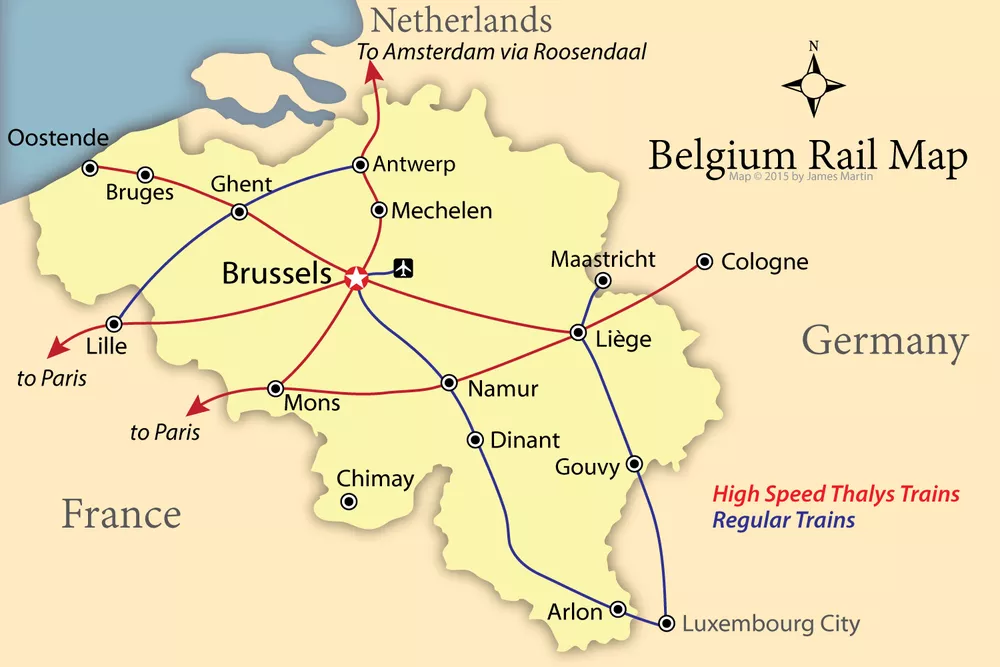 Netherlands
To Amsterdam via Roosendaal
N
Belgium Rail Map
Map © 2015 by James Martin
Oostende
Bruges
Ghent
Antwerp
Mechelen
Brussels
Maastricht
Cologne
Lille
Liège
Germany
to Paris
Mons
Namur
to Paris
Dinant
Gouvy
Chimay
France
High Speed Thalys Trains
Regular Trains
Arlon
Luxembourg City